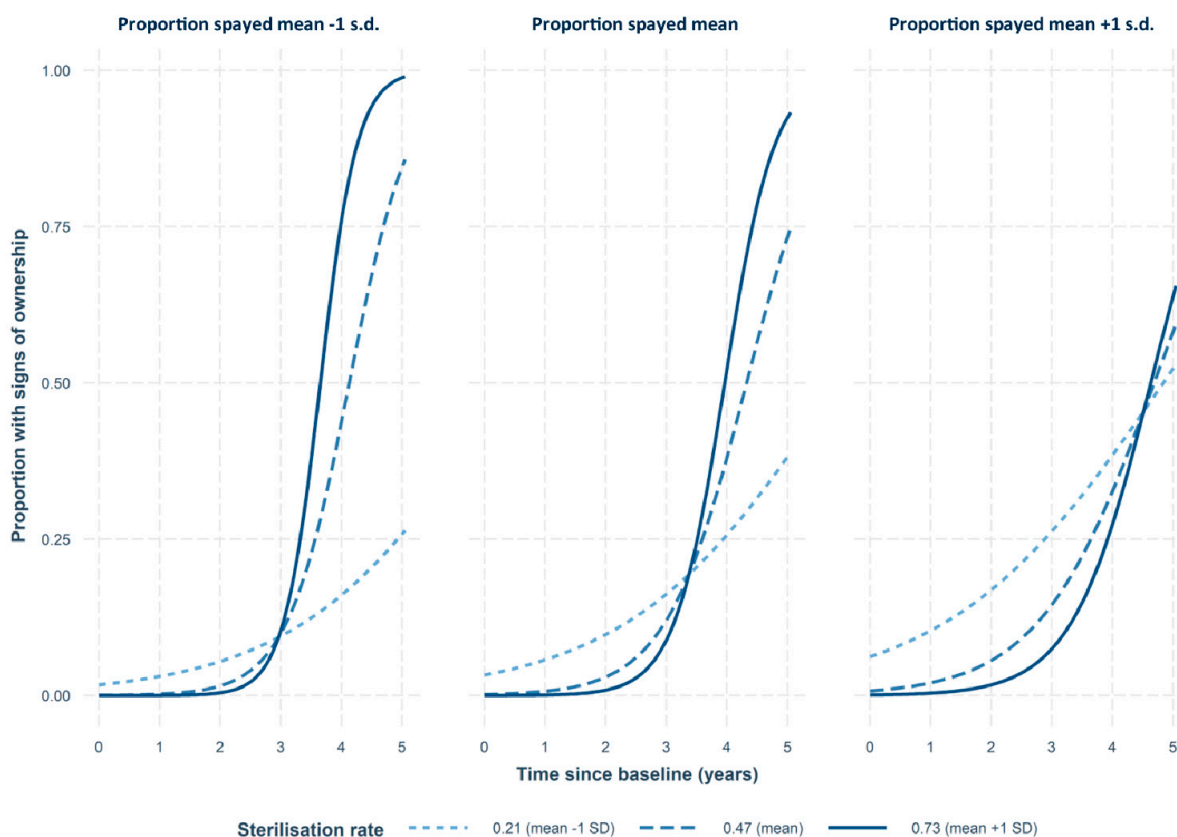 Proportion spayed mean -1 s.d. Proportion spayed mean Proportion spayed mean +1 s.d.
Proportion with signs of ownership
1.00
0.75
0.50
0.25
0.00
0 1 2 3 4 5 0 1 2 3 4 5 0 1 2 3 4 5
Time since baseline (years)
Sterilisation rate 0.21 (mean -1 SD) 0.47 (mean) 0.73 (mean +1 SD)